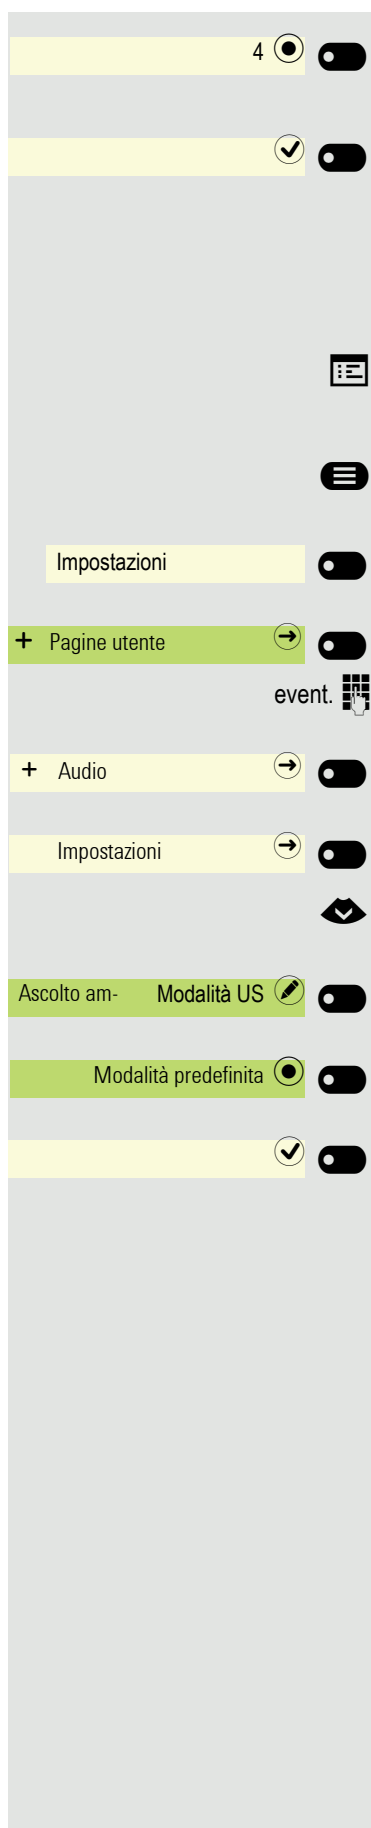 4
Impostazioni
+ Pagine utente
event.
+ Audio
Impostazioni
Ascolto am- Modalità US
Modalità predefinita